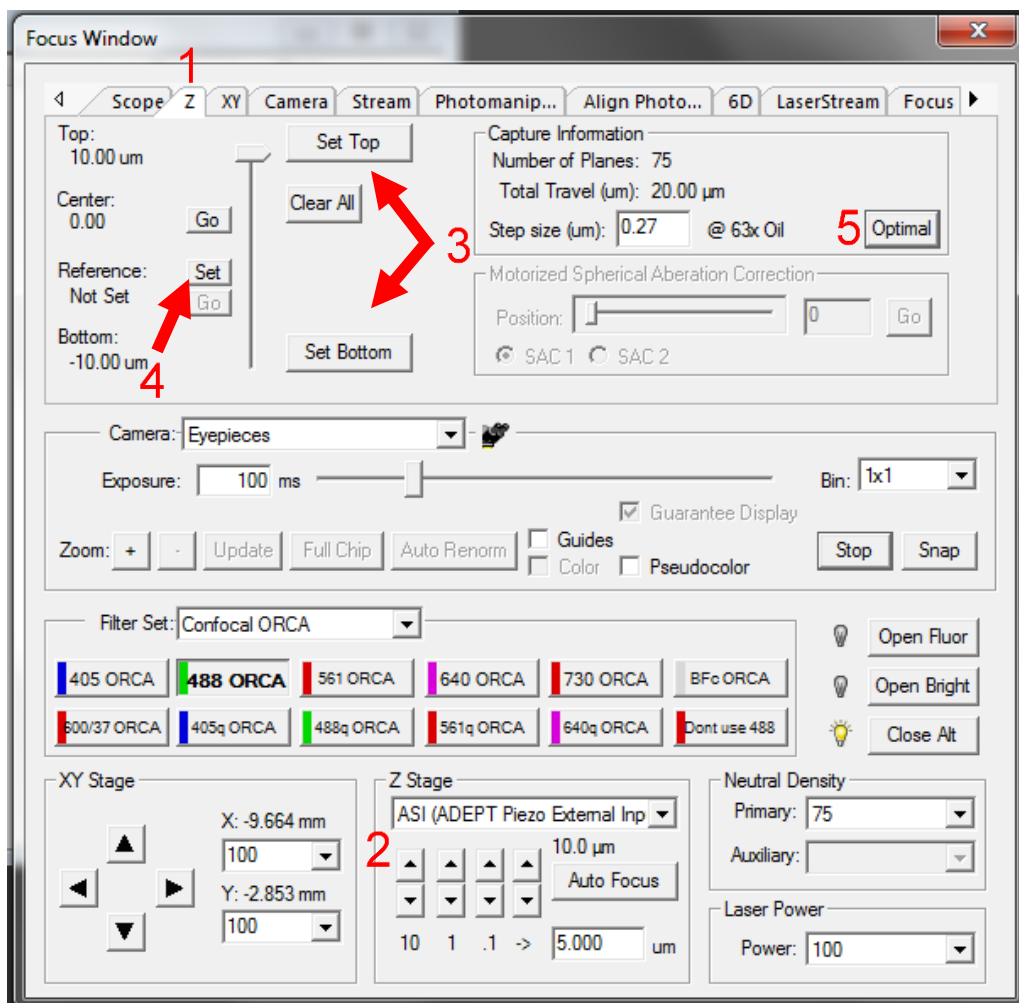 Focus Window
1
Scope Z XY Camera Stream Photomanip... Align Photo... 6D LaserStream Focus
Top:
10.00 um
Set Top
Center:
0.00
Go
Clear All
3
Reference:
Not Set
Set
Go
Bottom:
-10.00 um
4
Set Bottom
Capture Information
Number of Planes: 75
Total Travel (um): 20.00 µm
Step size (um): 0.27 @ 63x Oil
5
Optimal
Motorized Spherical Aberation Correction
Position: 0 Go
SAC 1 SAC 2
Camera: Eyepieces
Exposure: 100 ms
Bin: 1x1
Guarantee Display
Zoom: + - Update Full Chip Auto Renorm
Guides
Color Pseudocolor
Stop Snap
Filter Set: Confocal ORCA
405 ORCA 488 ORCA 561 ORCA 640 ORCA 730 ORCA BFc ORCA
600/37 ORCA 405q ORCA 488q ORCA 561q ORCA 640q ORCA Dont use 488
Open Fluor
Open Bright
Close Alt
XY Stage
X: -9.664 mm
100
Y: -2.853 mm
100
Z Stage
ASI (ADEPT Piezo External Inp
2
10.0 µm
Auto Focus
10 1 .1 -> 5.000 um
Neutral Density
Primary: 75
Auxiliary:
Laser Power
Power: 100